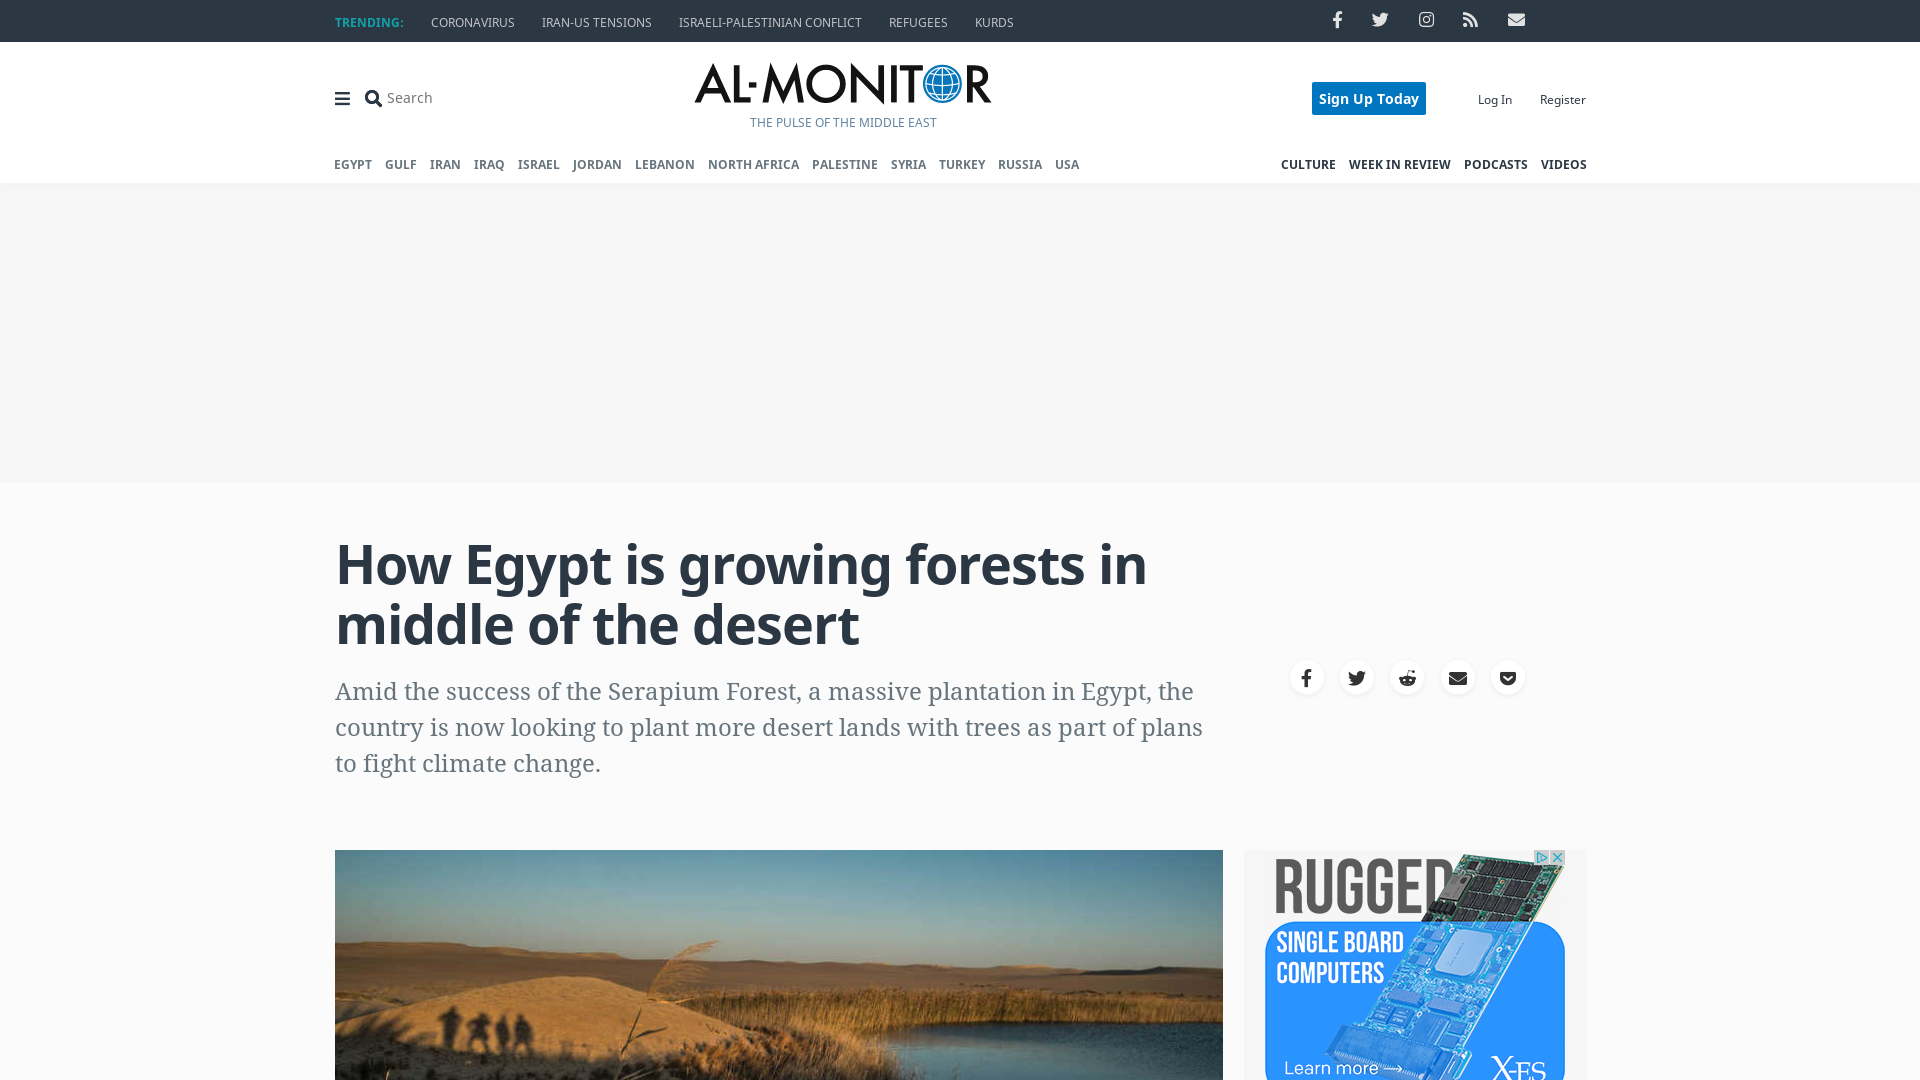 TRENDING: CORONAVIRUS IRAN-US TENSIONS ISRAELI-PALESTINIAN CONFLICT REFUGEES KURDS
Search
AL-MONITOR
THE PULSE OF THE MIDDLE EAST
Sign Up Today
Log In
Register
EGYPT GULF IRAN IRAQ ISRAEL JORDAN LEBANON NORTH AFRICA PALESTINE SYRIA TURKEY RUSSIA USA
CULTURE WEEK IN REVIEW PODCASTS VIDEOS
How Egypt is growing forests in
middle of the desert
Amid the success of the Serapium Forest, a massive plantation in Egypt, the
country is now looking to plant more desert lands with trees as part of plans
to fight climate change.
RUGGED
SINGLE BOARD
COMPUTERS
Learn more
X-ES